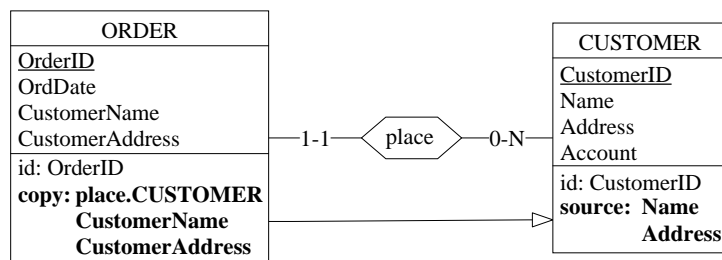 ORDER
OrderID
OrdDate
CustomerName
CustomerAddress
id: OrderID
copy: place.CUSTOMER
CustomerName
CustomerAddress
1-1
place
0-N
CUSTOMER
CustomerID
Name
Address
Account
id: CustomerID
source: Name
Address